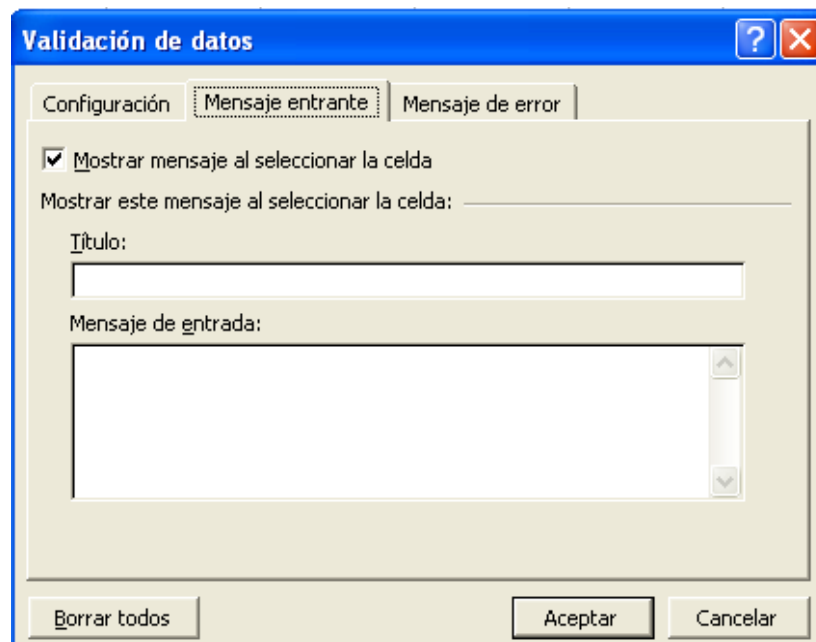 Validación de datos
Configuración Mensaje entrante Mensaje de error
Mostrar mensaje al seleccionar la celda
Mostrar este mensaje al seleccionar la celda:
Título:
Mensaje de entrada:
Borrar todos Aceptar Cancelar